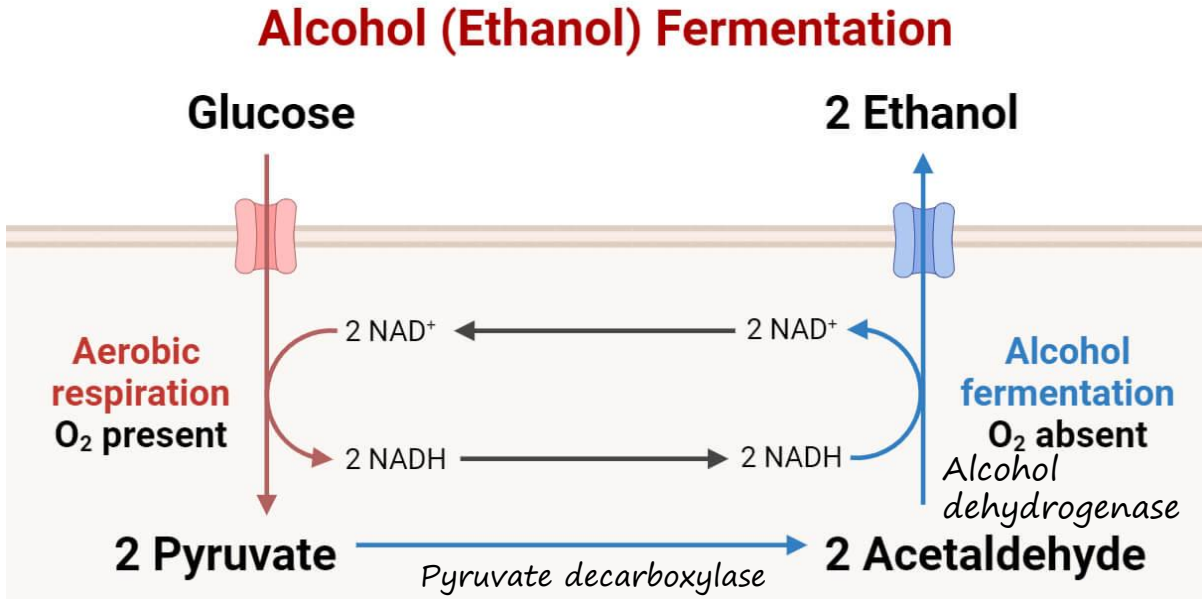 Alcohol (Ethanol) Fermentation
Glucose
2 Ethanol
2 NAD⁺
2 NAD⁺
Aerobic
respiration
O₂ present
Alcohol
fermentation
O₂ absent
2 NADH
2 NADH
Alcohol
dehydrogenase
2 Pyruvate
2 Acetaldehyde
Pyruvate decarboxylase